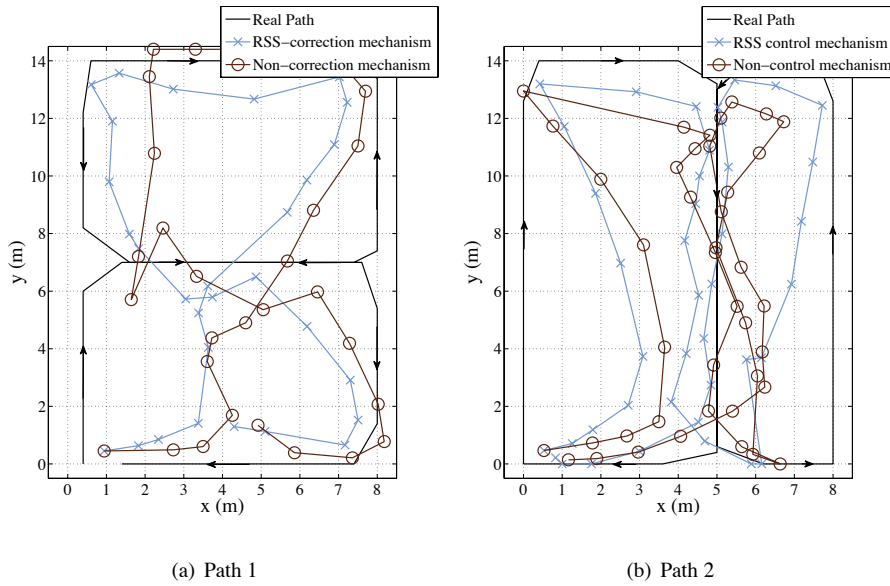 Real Path
RSS−correction mechanism
Non−correction mechanism
14
12
10
8
6
4
2
0
y (m)
0 1 2 3 4 5 6 7 8
x (m)
(a) Path 1
Real Path
RSS control mechanism
Non−control mechanism
14
12
10
8
6
4
2
0
y (m)
0 1 2 3 4 5 6 7 8
x (m)
(b) Path 2